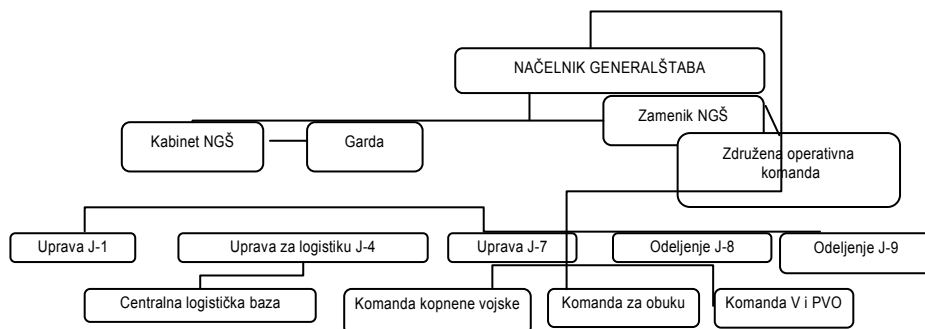 NAČELNIK GENERALŠTABA
Zamenik NGŠ
Kabinet NGŠ
Garda
Združena operativna
komanda
Uprava J-1
Uprava za logistiku J-4
Uprava J-7
Odeljenje J-8
Odeljenje J-9
Centralna logistička baza
Komanda kopnene vojske
Komanda za obuku
Komanda V i PVO